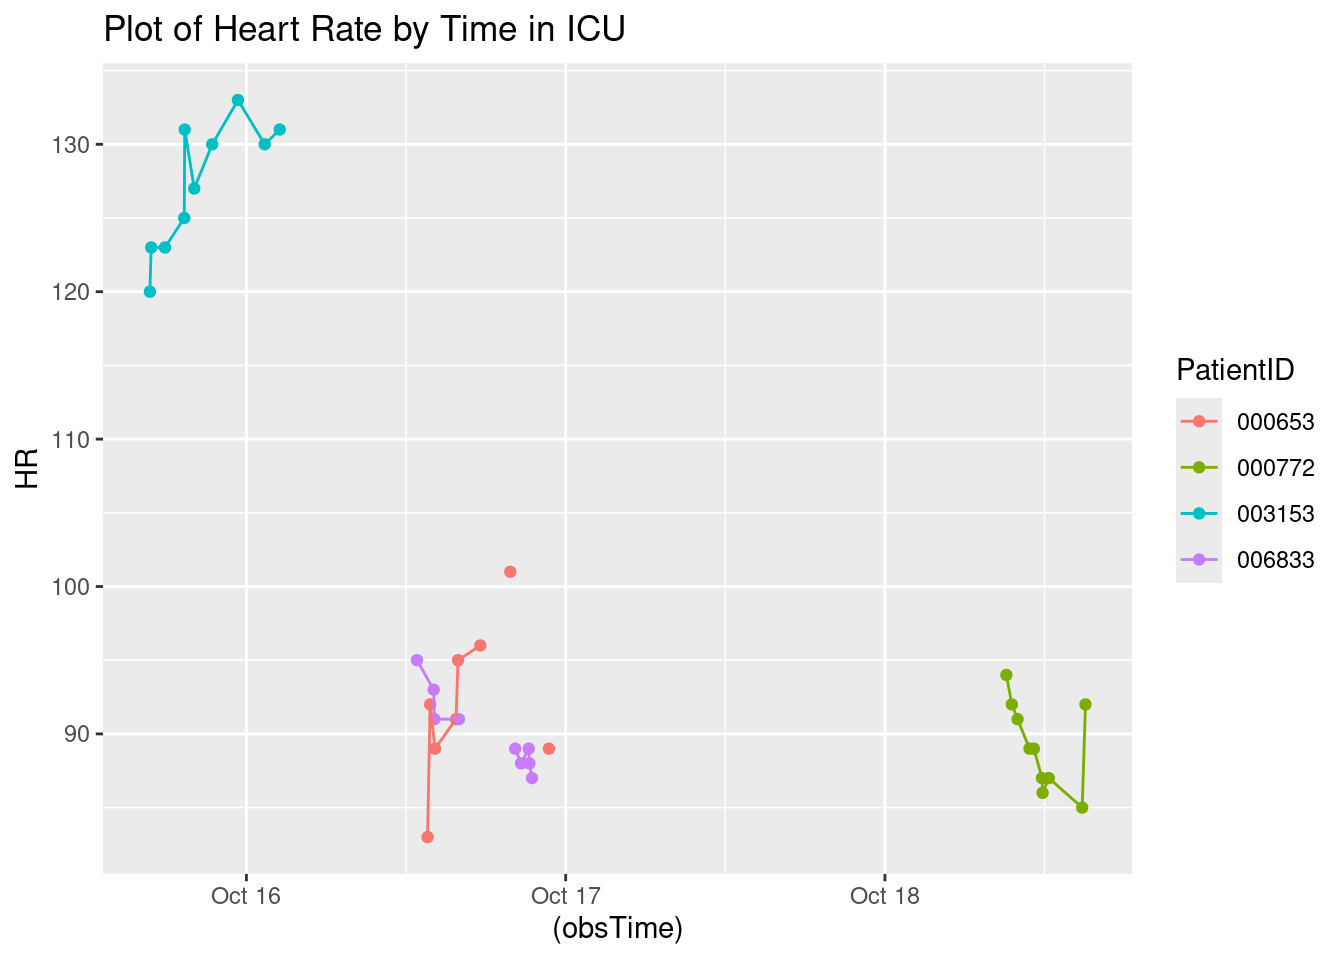 Plot of Heart Rate by Time in ICU
130
120
110
100
90
HR
Oct 16
Oct 17
Oct 18
(obsTime)
PatientID
000653
000772
003153
006833